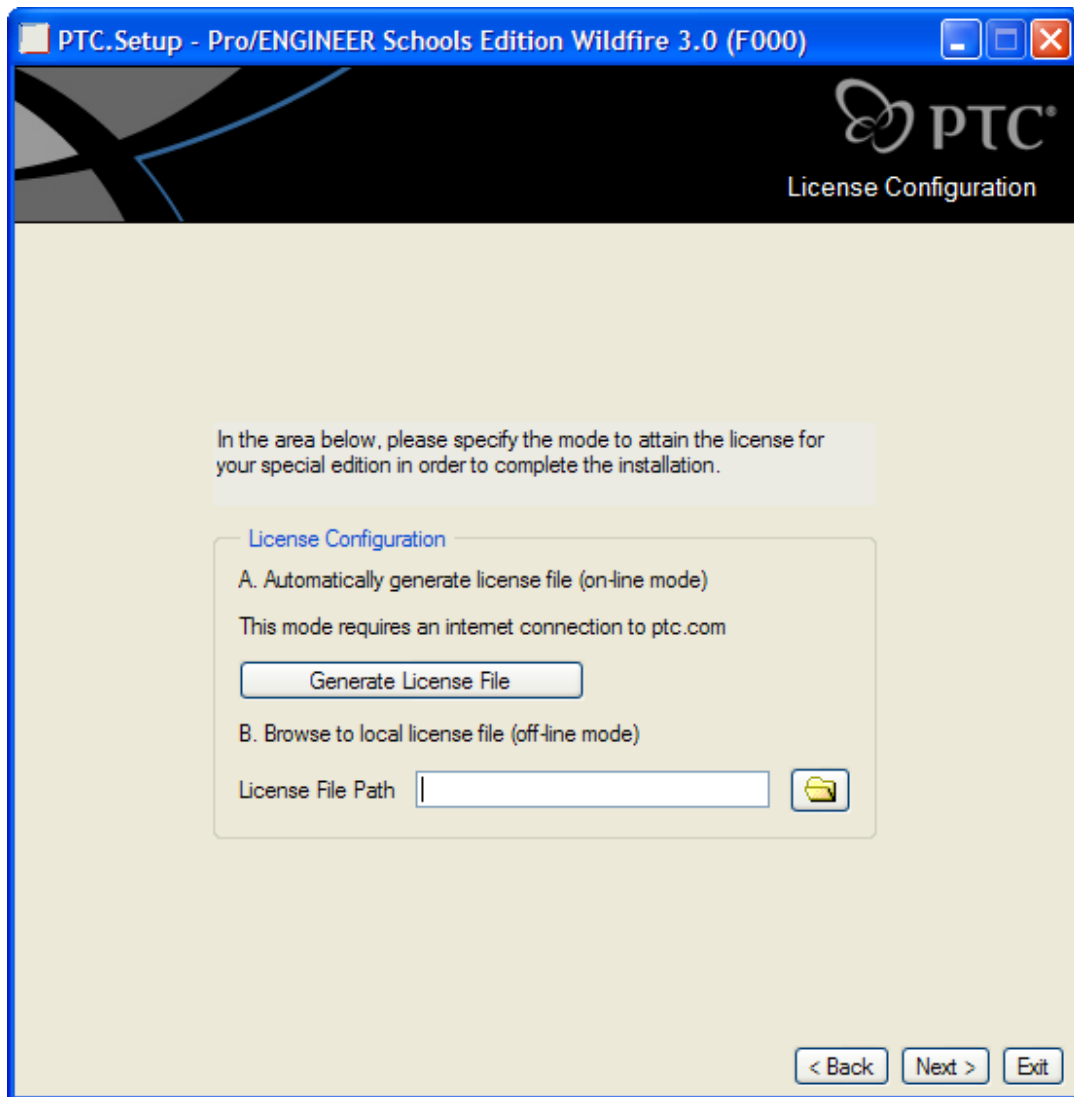 PTC.Setup - Pro/ENGINEER Schools Edition Wildfire 3.0 (F000)
PTC®
License Configuration
In the area below, please specify the mode to attain the license for
your special edition in order to complete the installation.
License Configuration
A. Automatically generate license file (on-line mode)
This mode requires an internet connection to ptc.com
Generate License File
B. Browse to local license file (off-line mode)
License File Path
< Back Next > Exit